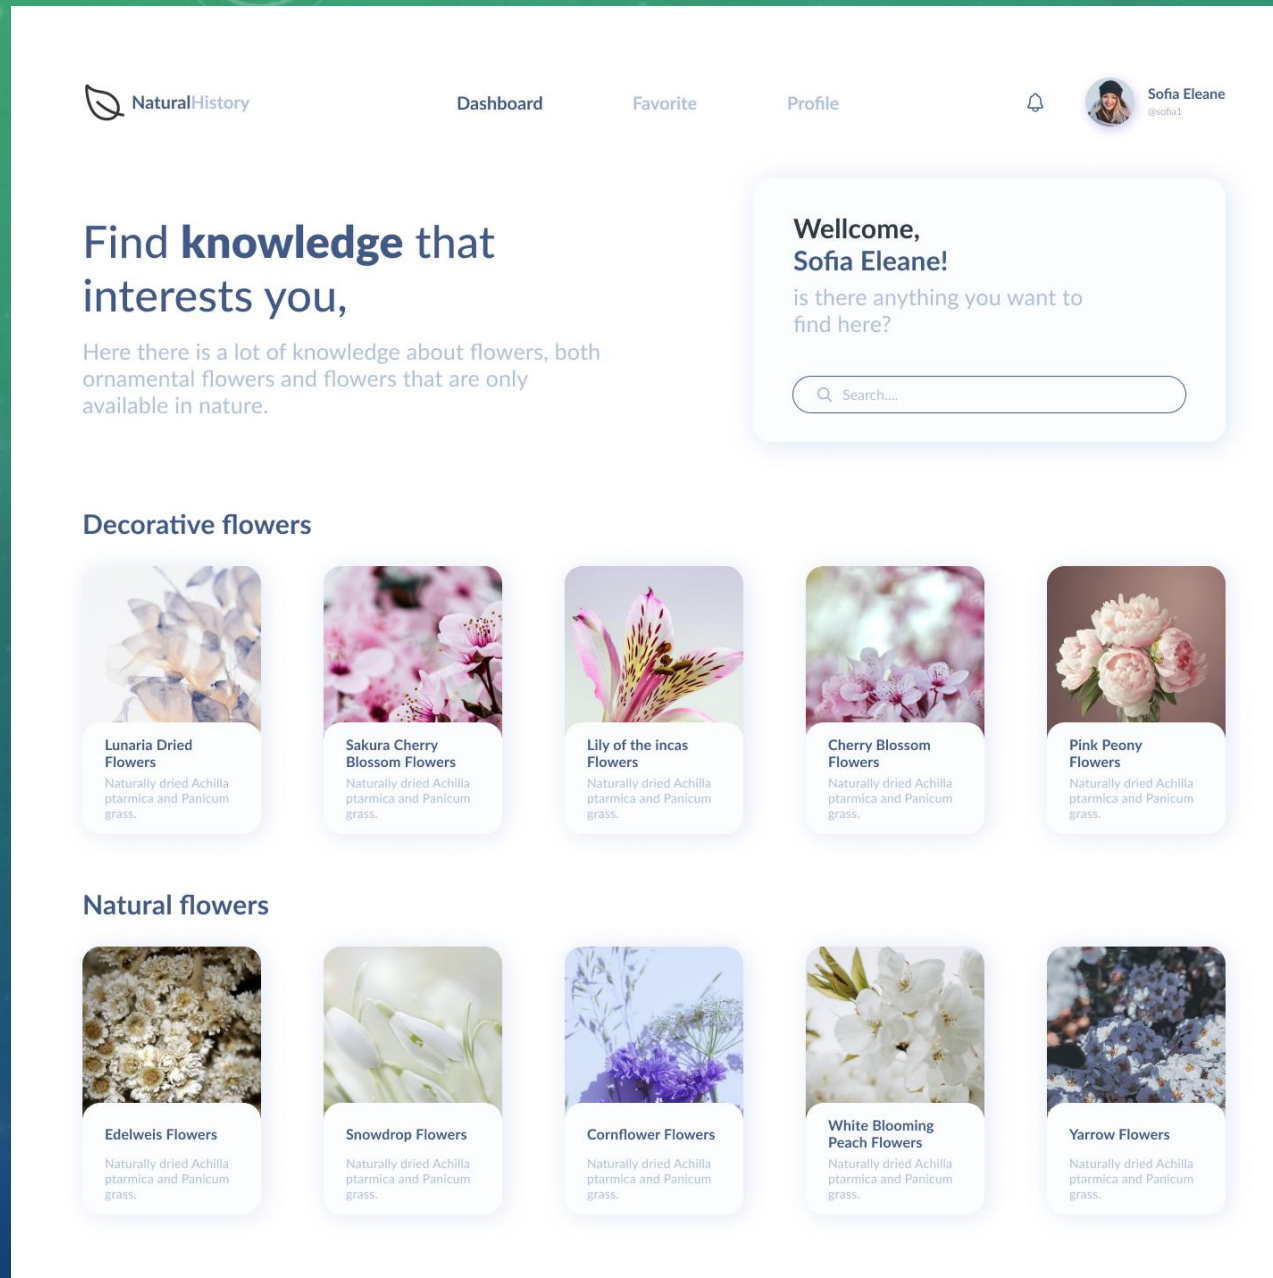 NaturalHistory
Dashboard
Favorite
Profile
Sofia Eleane
@sofia1
Find knowledge that
interests you,
Here there is a lot of knowledge about flowers, both
ornamental flowers and flowers that are only
available in nature.
Wellcome,
Sofia Eleane!
is there anything you want to
find here?
Search....
Decorative flowers
Lunaria Dried
Flowers
Naturally dried Achilla
ptarmica and Panicum
grass.
Sakura Cherry
Blossom Flowers
Naturally dried Achilla
ptarmica and Panicum
grass.
Lily of the incas
Flowers
Naturally dried Achilla
ptarmica and Panicum
grass.
Cherry Blossom
Flowers
Naturally dried Achilla
ptarmica and Panicum
grass.
Pink Peony
Flowers
Naturally dried Achilla
ptarmica and Panicum
grass.
Natural flowers
Edelweis Flowers
Naturally dried Achilla
ptarmica and Panicum
grass.
Snowdrop Flowers
Naturally dried Achilla
ptarmica and Panicum
grass.
Cornflower Flowers
Naturally dried Achilla
ptarmica and Panicum
grass.
White Blooming
Peach Flowers
Naturally dried Achilla
ptarmica and Panicum
grass.
Yarrow Flowers
Naturally dried Achilla
ptarmica and Panicum
grass.